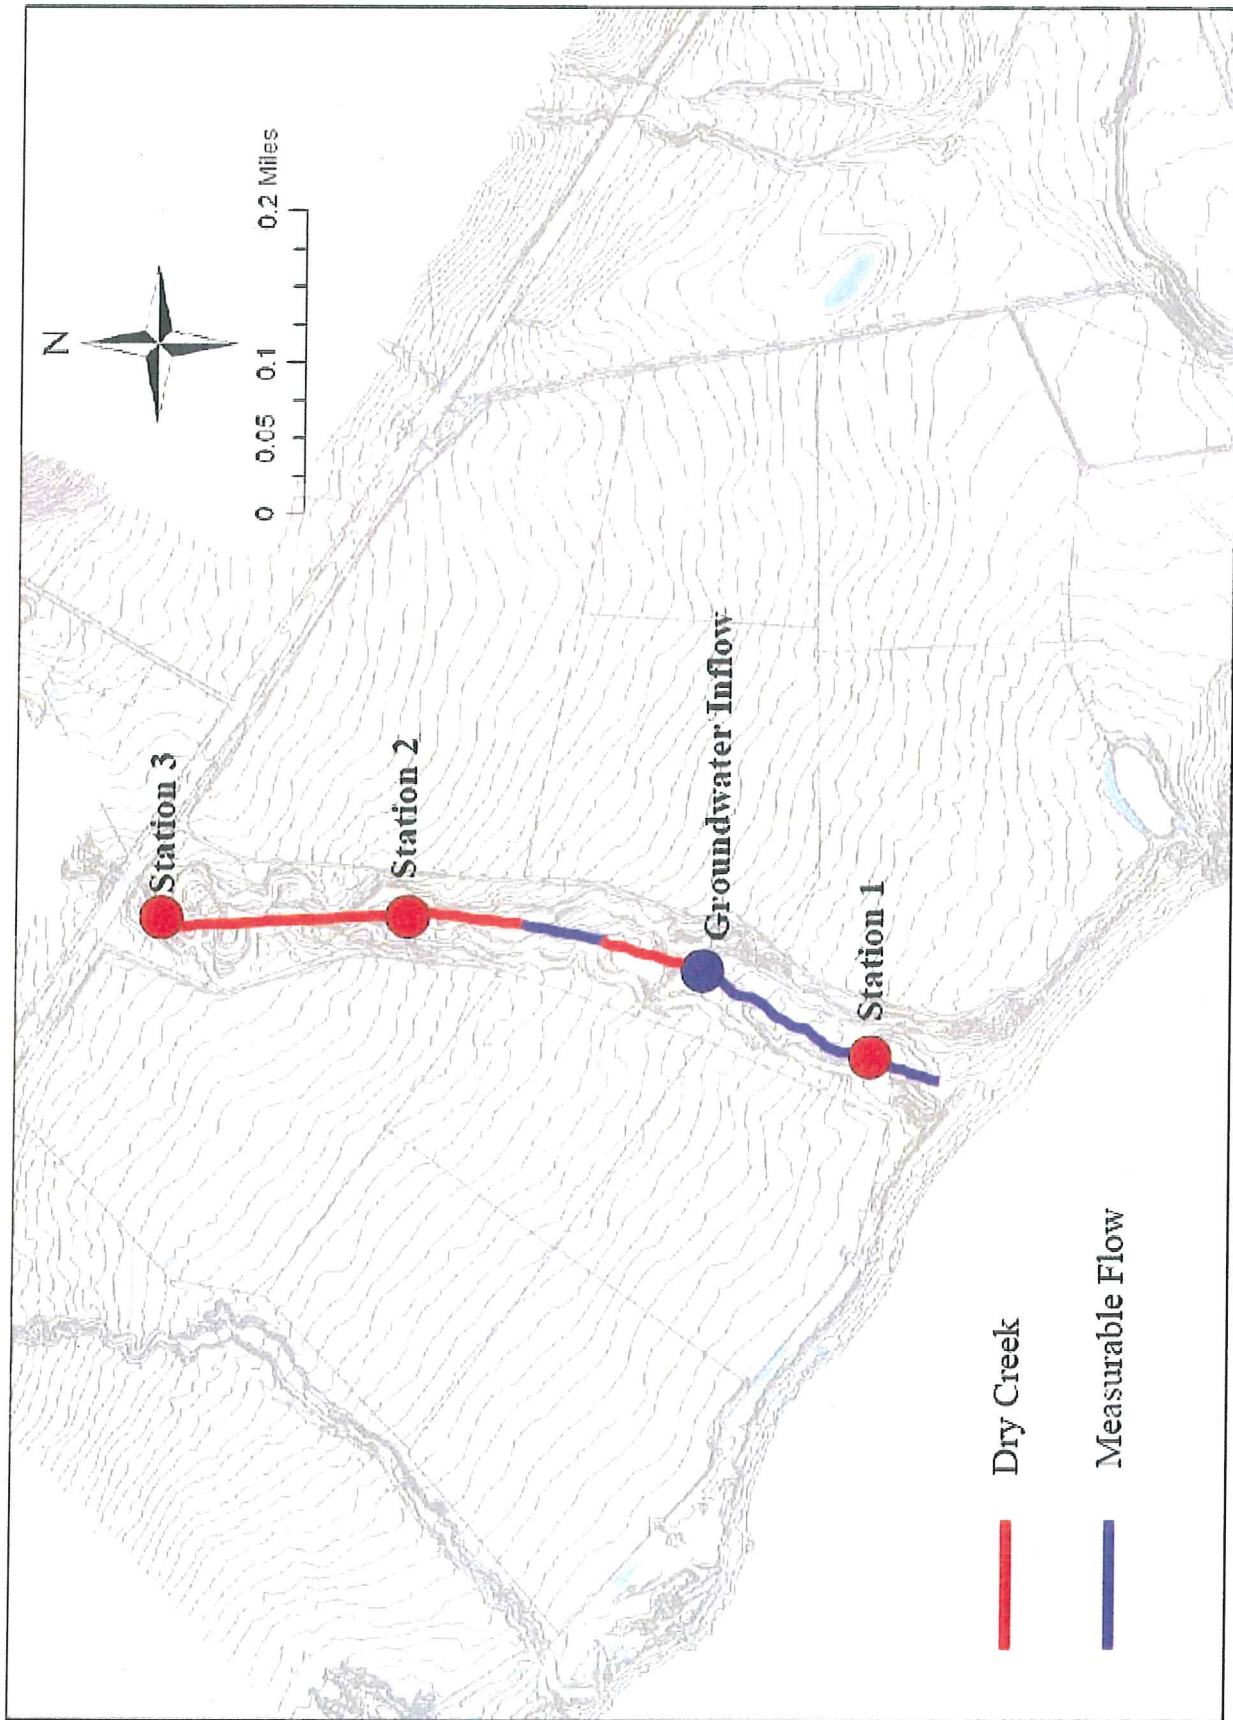 N
0 0.05 0.1 0.2 Miles
Station 3
Station 2
Groundwater Inflow
Station 1
Dry Creek
Measurable Flow